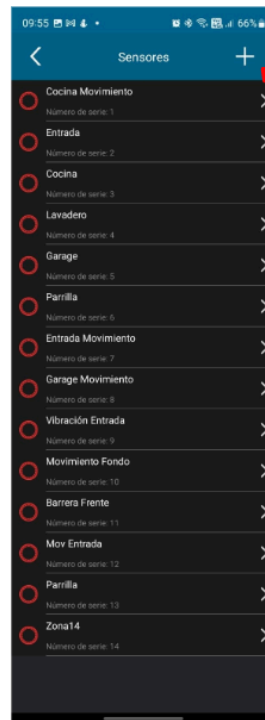 09:55 66%
Sensores
Cocina Movimiento
Número de serie: 1
Entrada
Número de serie: 2
Cocina
Número de serie: 3
Lavadero
Número de serie: 4
Garage
Número de serie: 5
Parrilla
Número de serie: 6
Entrada Movimiento
Número de serie: 7
Garage Movimiento
Número de serie: 8
Vibración Entrada
Número de serie: 9
Movimiento Fondo
Número de serie: 10
Barrera Frente
Número de serie: 11
Mov Entrada
Número de serie: 12
Parrilla
Número de serie: 13
Zona14
Número de serie: 14